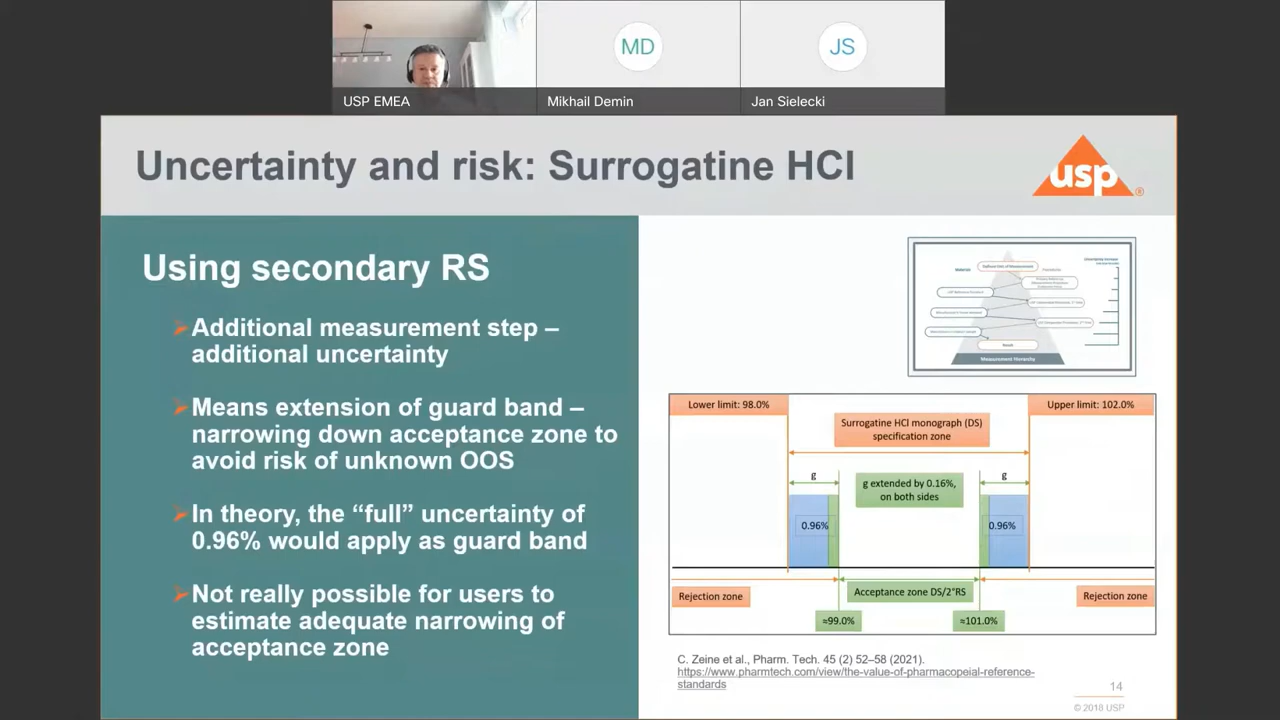 MD
JS
USP EMEA
Mikhail Demin
Jan Sielecki
Uncertainty and risk: Surrogatine HCl
usp®
Using secondary RS
Additional measurement step –
additional uncertainty
Means extension of guard band –
narrowing down acceptance zone to
avoid risk of unknown OOS
In theory, the “full” uncertainty of
0.96% would apply as guard band
Not really possible for users to
estimate adequate narrowing of
acceptance zone
Measurement Hierarchy
Result
Lower limit: 98.0%
Upper limit: 102.0%
Surrogatine HCl monograph (DS)
specification zone
g
g
g extended by 0.16%,
on both sides
0.96%
0.96%
Rejection zone
Acceptance zone DS/2°RS
Rejection zone
≈99.0%
≈101.0%
C. Zeine et al., Pharm. Tech. 45 (2) 52–58 (2021).
https://www.pharmtech.com/view/the-value-of-pharmacopeial-reference-
standards
14
© 2018 USP